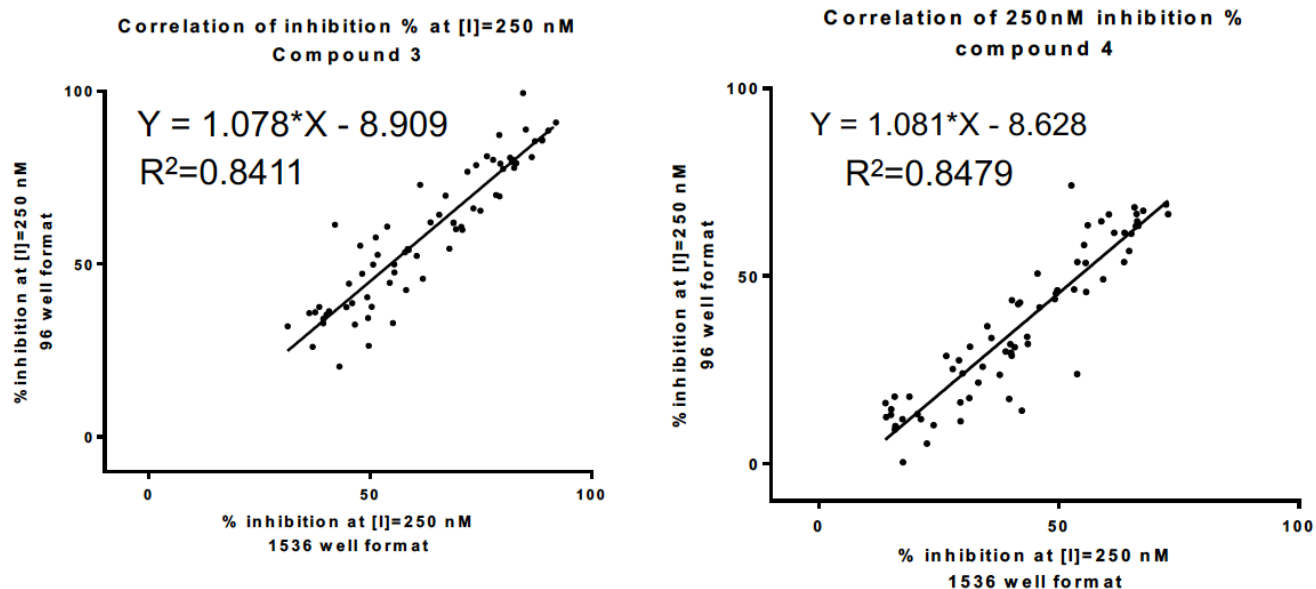 Correlation of inhibition % at [I]=250 nM
Compound 3
Y = 1.078*X - 8.909
R²=0.8411
100
50
0
%inhibition at [I]=250 nM
96 well format
0
50
100
% inhibition at [I]=250 nM
1536 well format
Correlation of 250nM inhibition %
compound 4
Y = 1.081*X - 8.628
R²=0.8479
100
50
0
% inhibition at [I]=250 nM
96 well format
0
50
100
% inhibition at [I]=250 nM
1536 well format